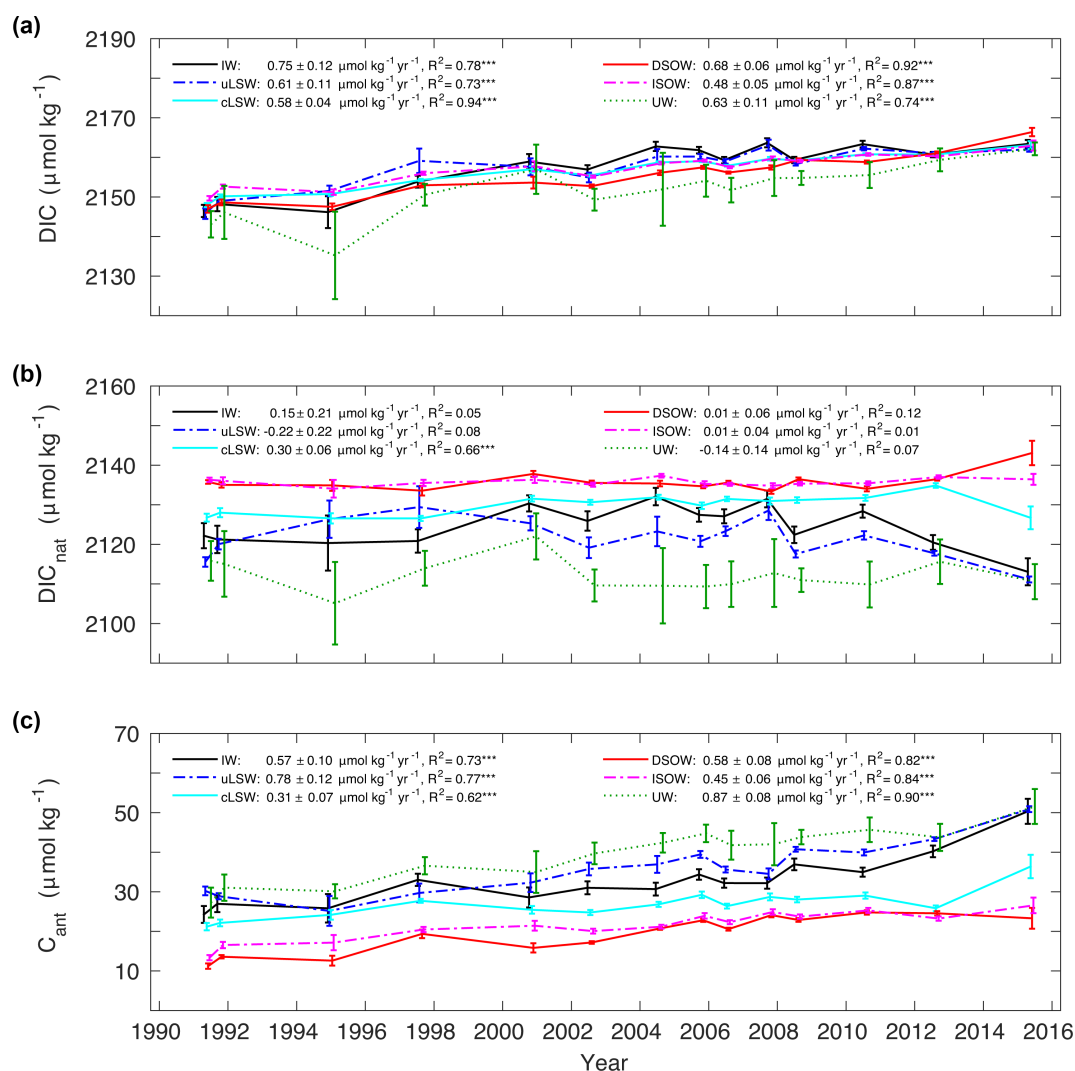 (a)
2190
2170
2150
2130
DIC (μmol kg⁻¹)
IW: 0.75 ± 0.12 μmol kg⁻¹ yr⁻¹, R² = 0.78***
uLSW: 0.61 ± 0.11 μmol kg⁻¹ yr⁻¹, R² = 0.73***
cLSW: 0.58 ± 0.04 μmol kg⁻¹ yr⁻¹, R² = 0.94***
DSOW: 0.68 ± 0.06 μmol kg⁻¹ yr⁻¹, R² = 0.92***
ISOW: 0.48 ± 0.05 μmol kg⁻¹ yr⁻¹, R² = 0.87***
UW: 0.63 ± 0.11 μmol kg⁻¹ yr⁻¹, R² = 0.74***
(b)
2160
2140
2120
2100
DICnat (μmol kg⁻¹)
IW: 0.15 ± 0.21 μmol kg⁻¹ yr⁻¹, R² = 0.05
uLSW: -0.22 ± 0.22 μmol kg⁻¹ yr⁻¹, R² = 0.08
cLSW: 0.30 ± 0.06 μmol kg⁻¹ yr⁻¹, R² = 0.66***
DSOW: 0.01 ± 0.06 μmol kg⁻¹ yr⁻¹, R² = 0.12
ISOW: 0.01 ± 0.04 μmol kg⁻¹ yr⁻¹, R² = 0.01
UW: -0.14 ± 0.14 μmol kg⁻¹ yr⁻¹, R² = 0.07
(c)
70
50
30
10
Cant (μmol kg⁻¹)
IW: 0.57 ± 0.10 μmol kg⁻¹ yr⁻¹, R² = 0.73***
uLSW: 0.78 ± 0.12 μmol kg⁻¹ yr⁻¹, R² = 0.77***
cLSW: 0.31 ± 0.07 μmol kg⁻¹ yr⁻¹, R² = 0.62***
DSOW: 0.58 ± 0.08 μmol kg⁻¹ yr⁻¹, R² = 0.82***
ISOW: 0.45 ± 0.06 μmol kg⁻¹ yr⁻¹, R² = 0.84***
UW: 0.87 ± 0.08 μmol kg⁻¹ yr⁻¹, R² = 0.90***
1990 1992 1994 1996 1998 2000 2002 2004 2006 2008 2010 2012 2014 2016
Year